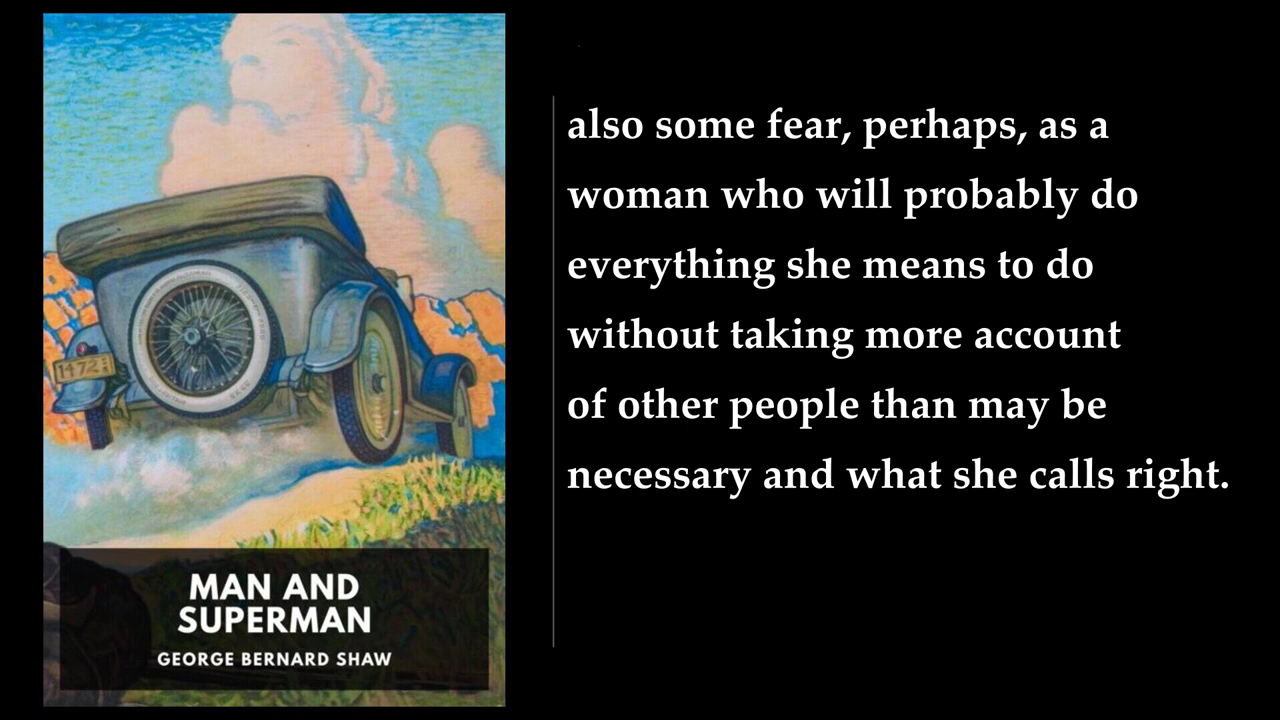 also some fear, perhaps, as a
woman who will probably do
everything she means to do
without taking more account
of other people than may be
necessary and what she calls right.
1472
MAN AND
SUPERMAN
GEORGE BERNARD SHAW